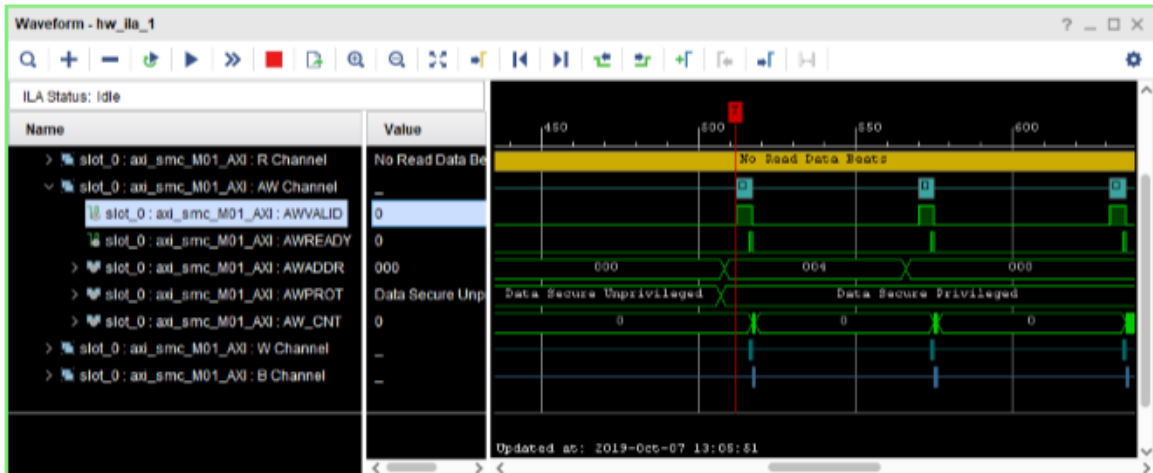 Waveform - hw_ila_1
ILA Status: Idle
Name Value
450 500 550 600
slot_0 : axi_smc_M01_AXI : R Channel No Read Data Be No Read Data Beats
slot_0 : axi_smc_M01_AXI : AW Channel _
slot_0 : axi_smc_M01_AXI : AWVALID 0
slot_0 : axi_smc_M01_AXI : AWREADY 0
slot_0 : axi_smc_M01_AXI : AWADDR 000 000 004 000
slot_0 : axi_smc_M01_AXI : AWPROT Data Secure Unp Data Secure Unprivileged Data Secure Privileged
slot_0 : axi_smc_M01_AXI : AW_CNT 0 0 0 0
slot_0 : axi_smc_M01_AXI : W Channel _
slot_0 : axi_smc_M01_AXI : B Channel _
Updated at: 2019-Oct-07 13:05:51